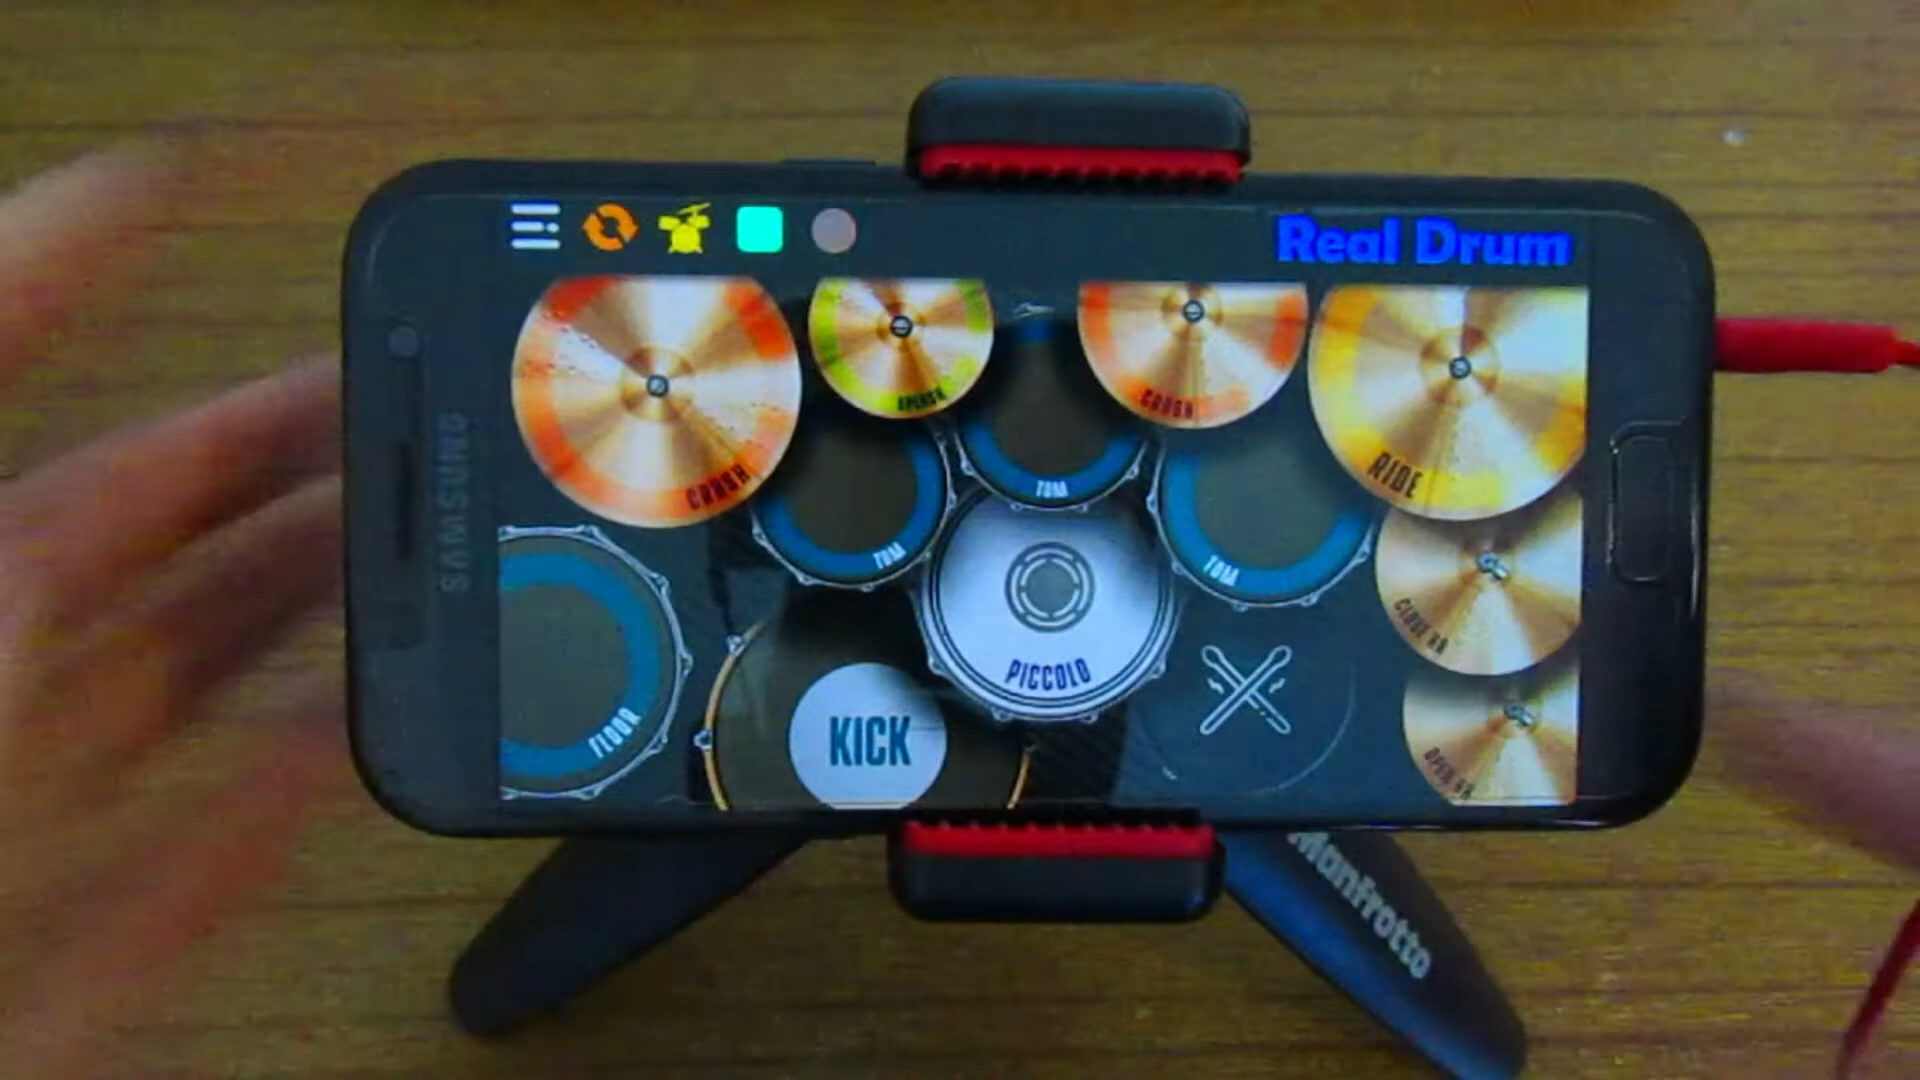 Real Drum
CRASH
SPLASH
CRASH
RIDE
TOM
TOM
TOM
CLOSE HH
FLOOR
PICCOLO
KICK
OPEN HH
SAMSUNG
Manfrotto